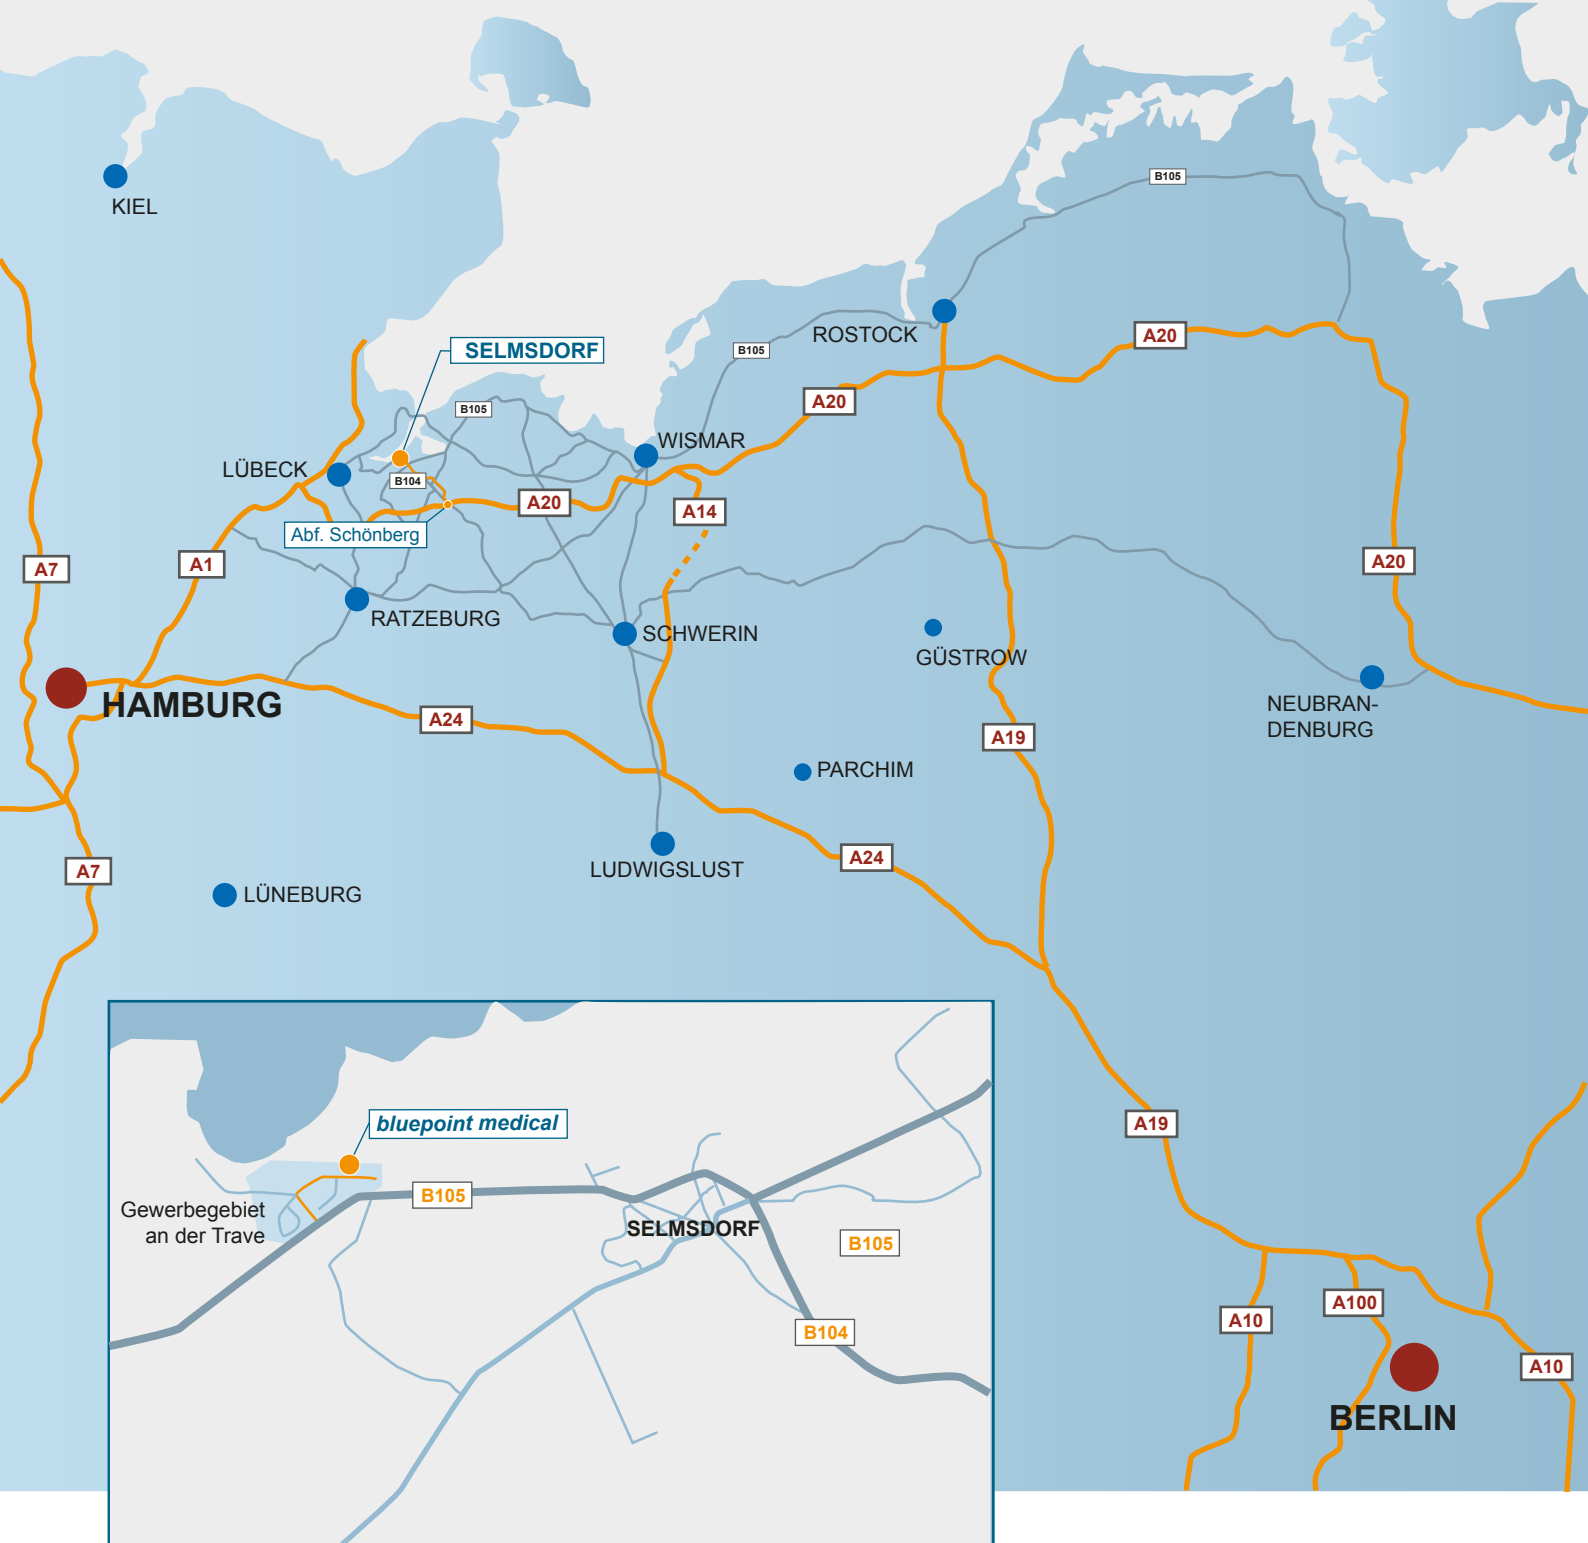 B105
KIEL
ROSTOCK
A20
SELMSDORF
B105
A20
B105
WISMAR
LÜBECK
B104
A20
A14
Abf. Schönberg
A7
A1
A20
RATZEBURG
SCHWERIN
GÜSTROW
HAMBURG
A24
NEUBRAN-
DENBURG
A19
PARCHIM
A24
A7
LUDWIGSLUST
LÜNEBURG
bluepoint medical
A19
B105
Gewerbegebiet
an der Trave
SELMSDORF
B105
B104
A10
A100
A10
BERLIN